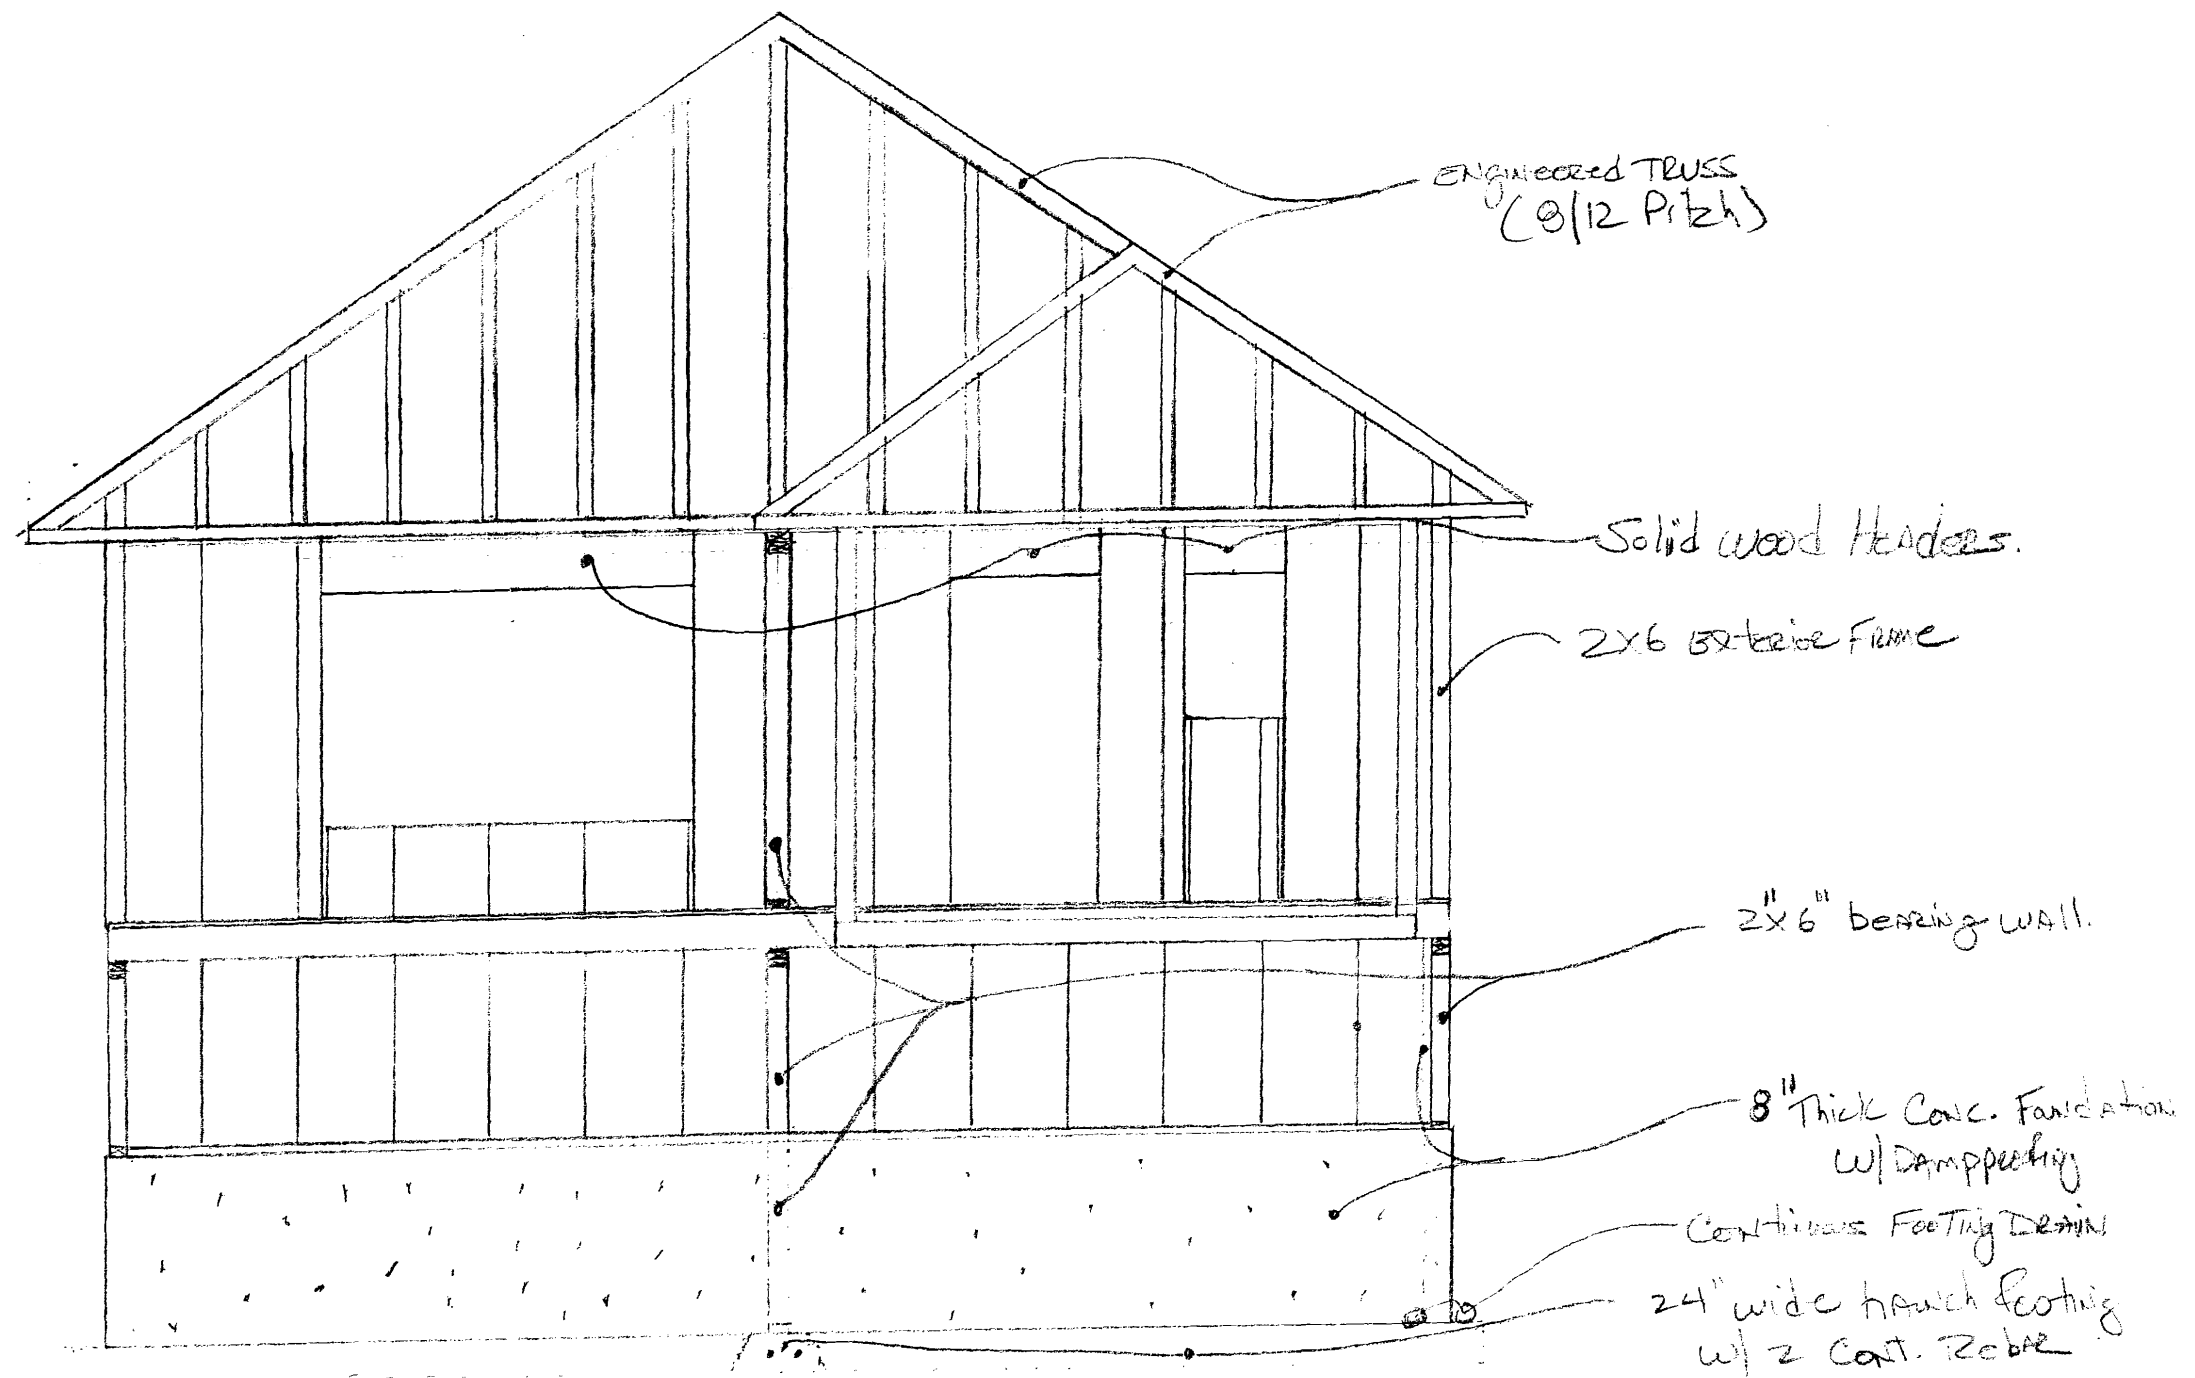 ENgineered TRUSS
(8/12 Pitch)
Solid wood Headers.
2x6 Exterior Frame
2"x6" bearing wall.
8" Thick Conc. Fandation
W/ Dampproofing
Continuous Footing Drain
24" wide Haunch footing
W/ 2 Cont. Rebar